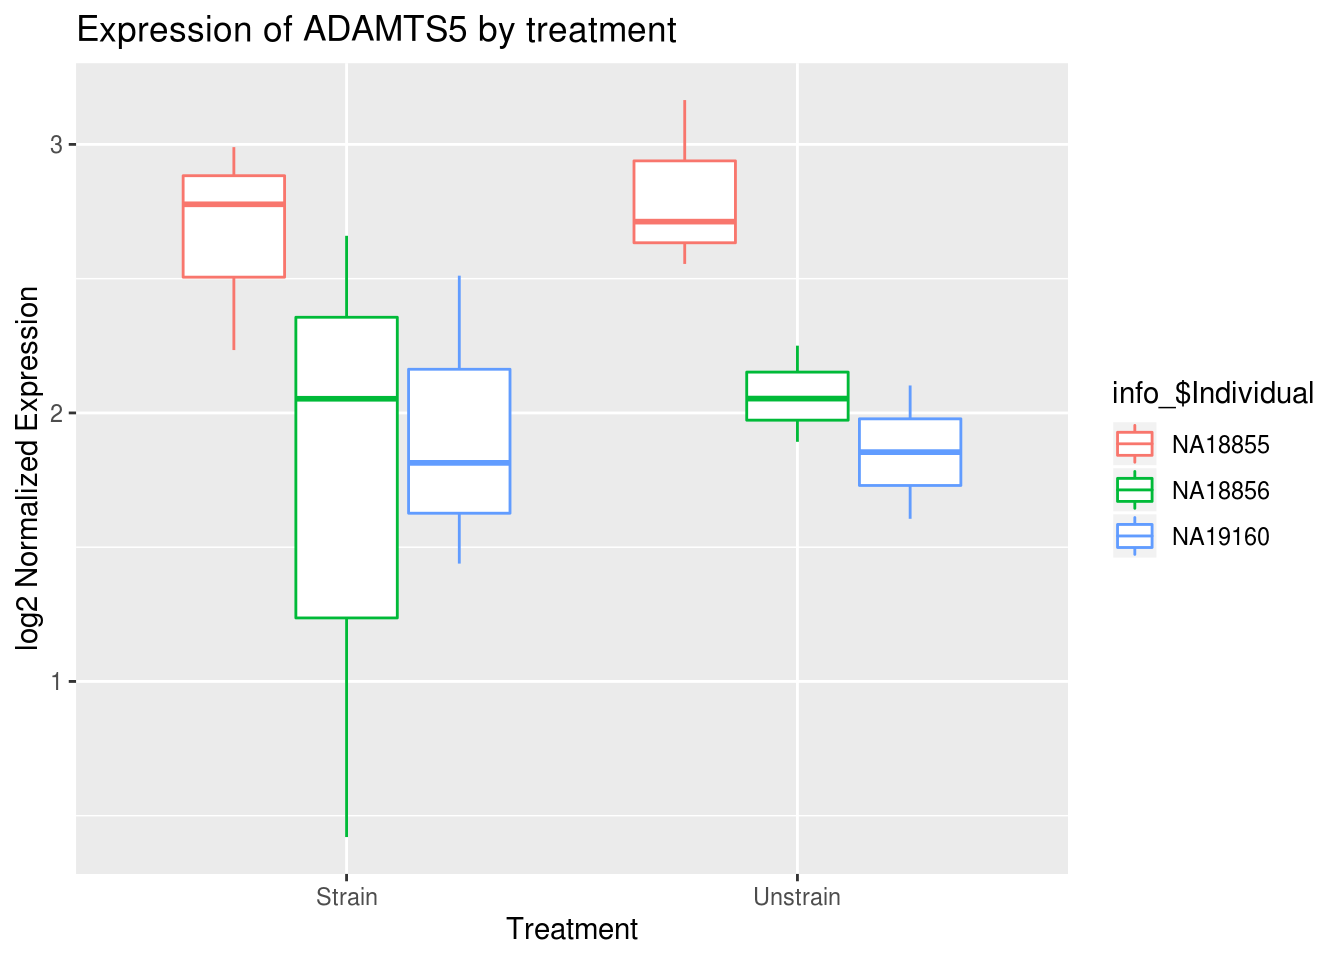 Expression of ADAMTS5 by treatment
log2 Normalized Expression
3
2
1
Strain
Unstrain
Treatment
info_$Individual
NA18855
NA18856
NA19160